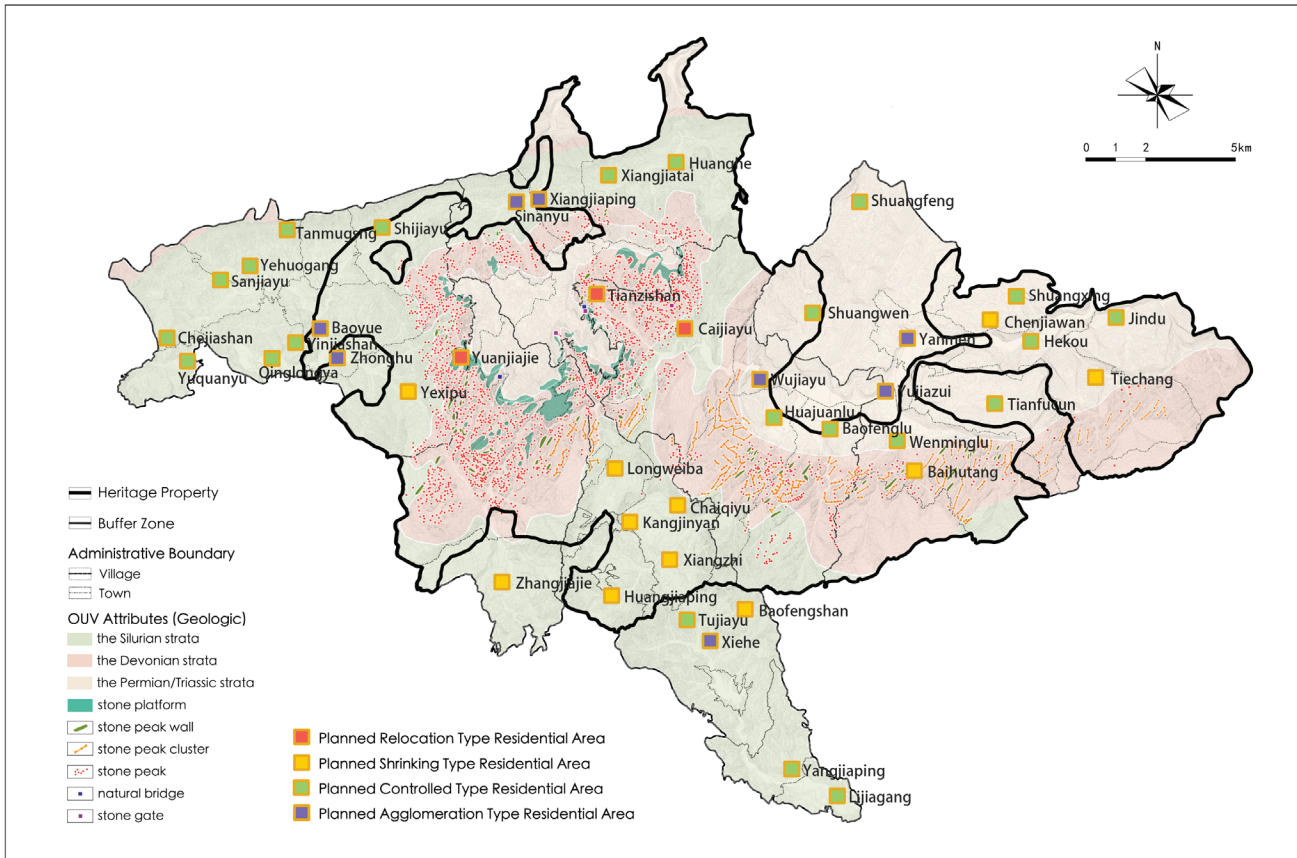 N
0 1 2 5km
Huanghe
Xiangjiatai
Xiangjiaping
Sinanyu
Shuangfeng
Shijiayu
Tanmugsng
Yehuogang
Sanjiayu
Tianzishan
Shuangxing
Shuangwen
Chenjiawan
Jindu
Baoyue
Caijiayu
Chejiashan
Yinjiashan
Yanmen
Hekou
Zhonghu
Yuanjiajie
Yuquanyu
Qinglongya
Wujiayu
Tiechang
Yexipu
Yujiazui
Tianfucun
Huajuanlu
Baofenglu
Wenminglu
Longweiba
Baihutang
Chaiqiyu
Kangjinyan
Xiangzhi
Zhangjiajie
Huangjiaping
Baofengshan
Tujiayu
Xiehe
Yangjiaping
Lijiagang
Heritage Property
Buffer Zone
Administrative Boundary
Village
Town
OUV Attributes (Geologic)
the Silurian strata
the Devonian strata
the Permian/Triassic strata
stone platform
stone peak wall
stone peak cluster
stone peak
natural bridge
stone gate
Planned Relocation Type Residential Area
Planned Shrinking Type Residential Area
Planned Controlled Type Residential Area
Planned Agglomeration Type Residential Area